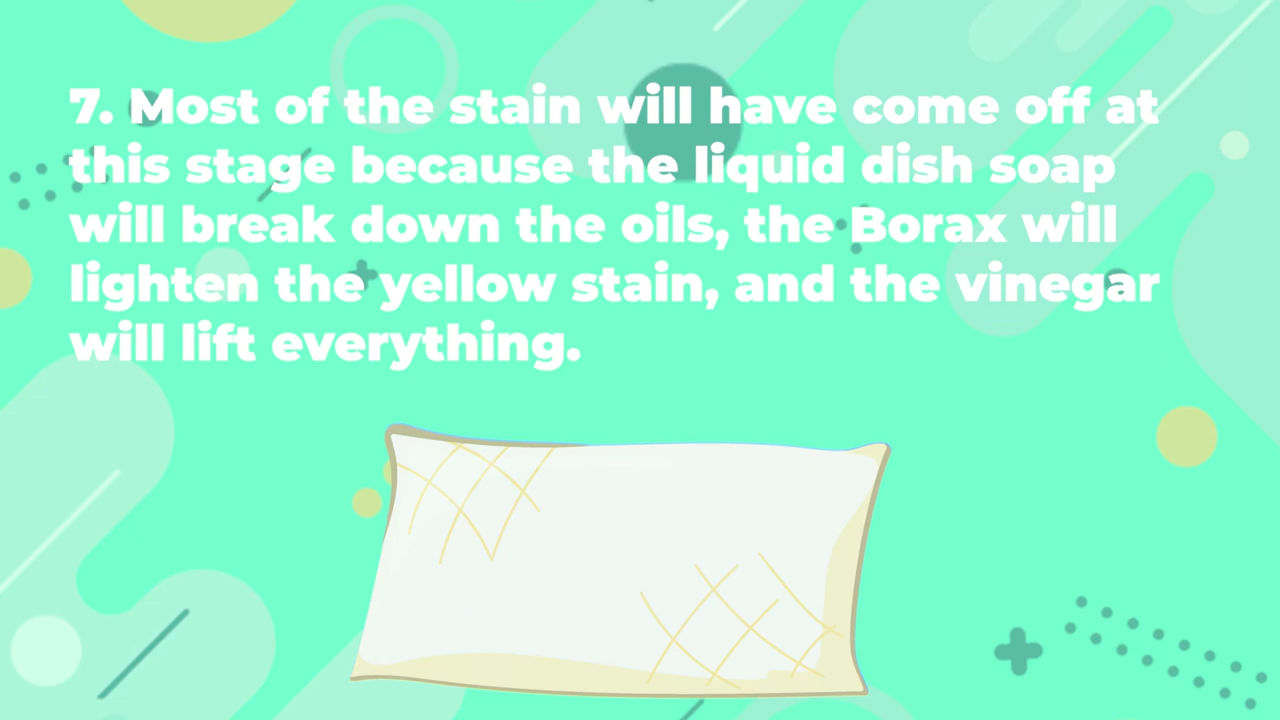 7. Most of the stain will have come off at
this stage because the liquid dish soap
will break down the oils, the Borax will
lighten the yellow stain, and the vinegar
will lift everything.